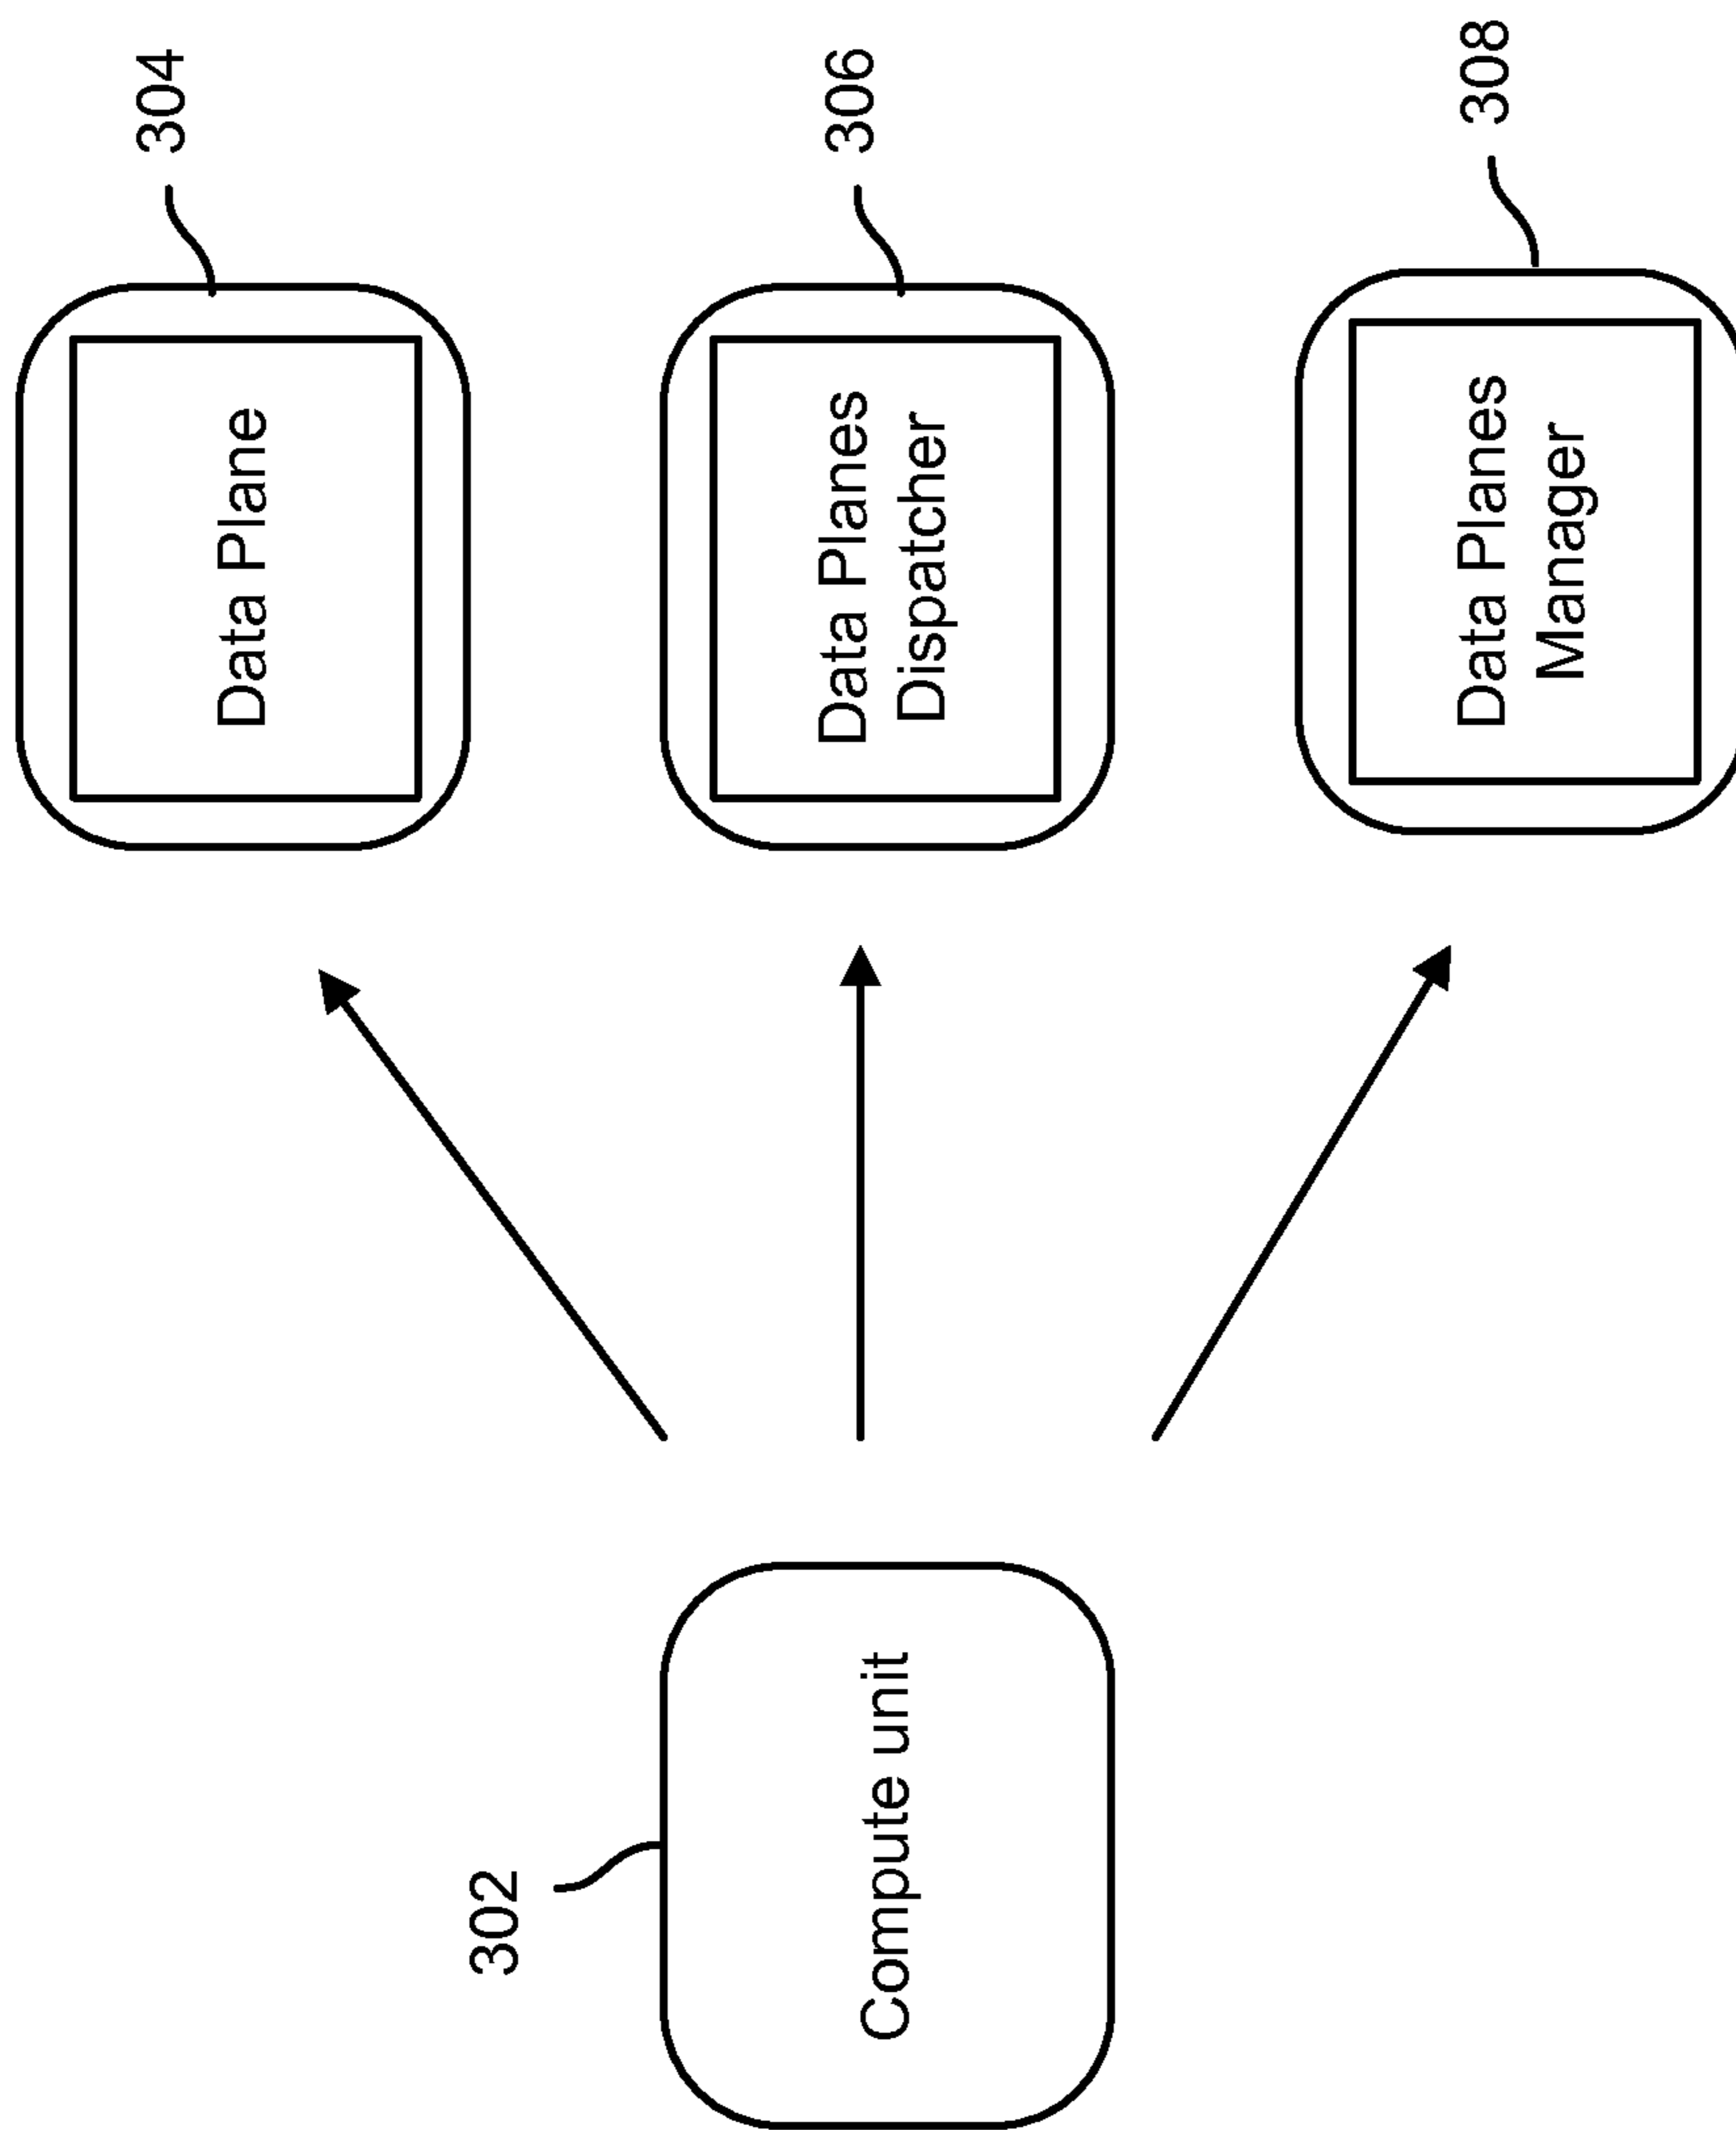 302
Compute unit
304
Data Plane
306
Data Planes
Dispatcher
308
Data Planes
Manager